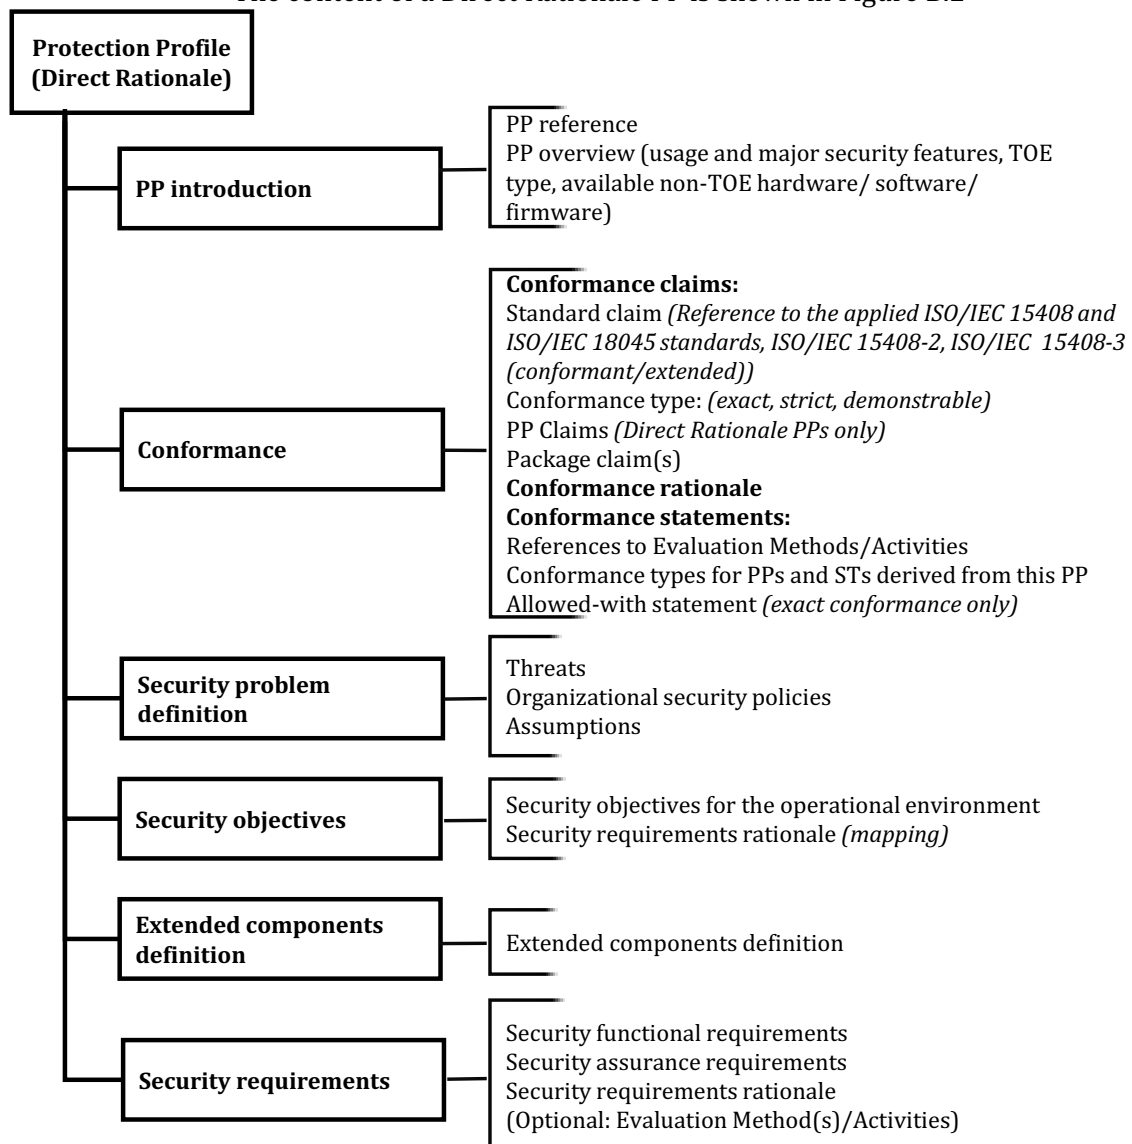 The content of a Direct Rationale PP is shown in Figure B.2
Protection Profile
(Direct Rationale)
PP introduction
PP reference
PP overview (usage and major security features, TOE
type, available non-TOE hardware/ software/
firmware)
Conformance
Conformance claims:
Standard claim (Reference to the applied ISO/IEC 15408 and
ISO/IEC 18045 standards, ISO/IEC 15408-2, ISO/IEC 15408-3
(conformant/extended))
Conformance type: (exact, strict, demonstrable)
PP Claims (Direct Rationale PPs only)
Package claim(s)
Conformance rationale
Conformance statements:
References to Evaluation Methods/Activities
Conformance types for PPs and STs derived from this PP
Allowed-with statement (exact conformance only)
Security problem
definition
Threats
Organizational security policies
Assumptions
Security objectives
Security objectives for the operational environment
Security requirements rationale (mapping)
Extended components
definition
Extended components definition
Security requirements
Security functional requirements
Security assurance requirements
Security requirements rationale
(Optional: Evaluation Method(s)/Activities)